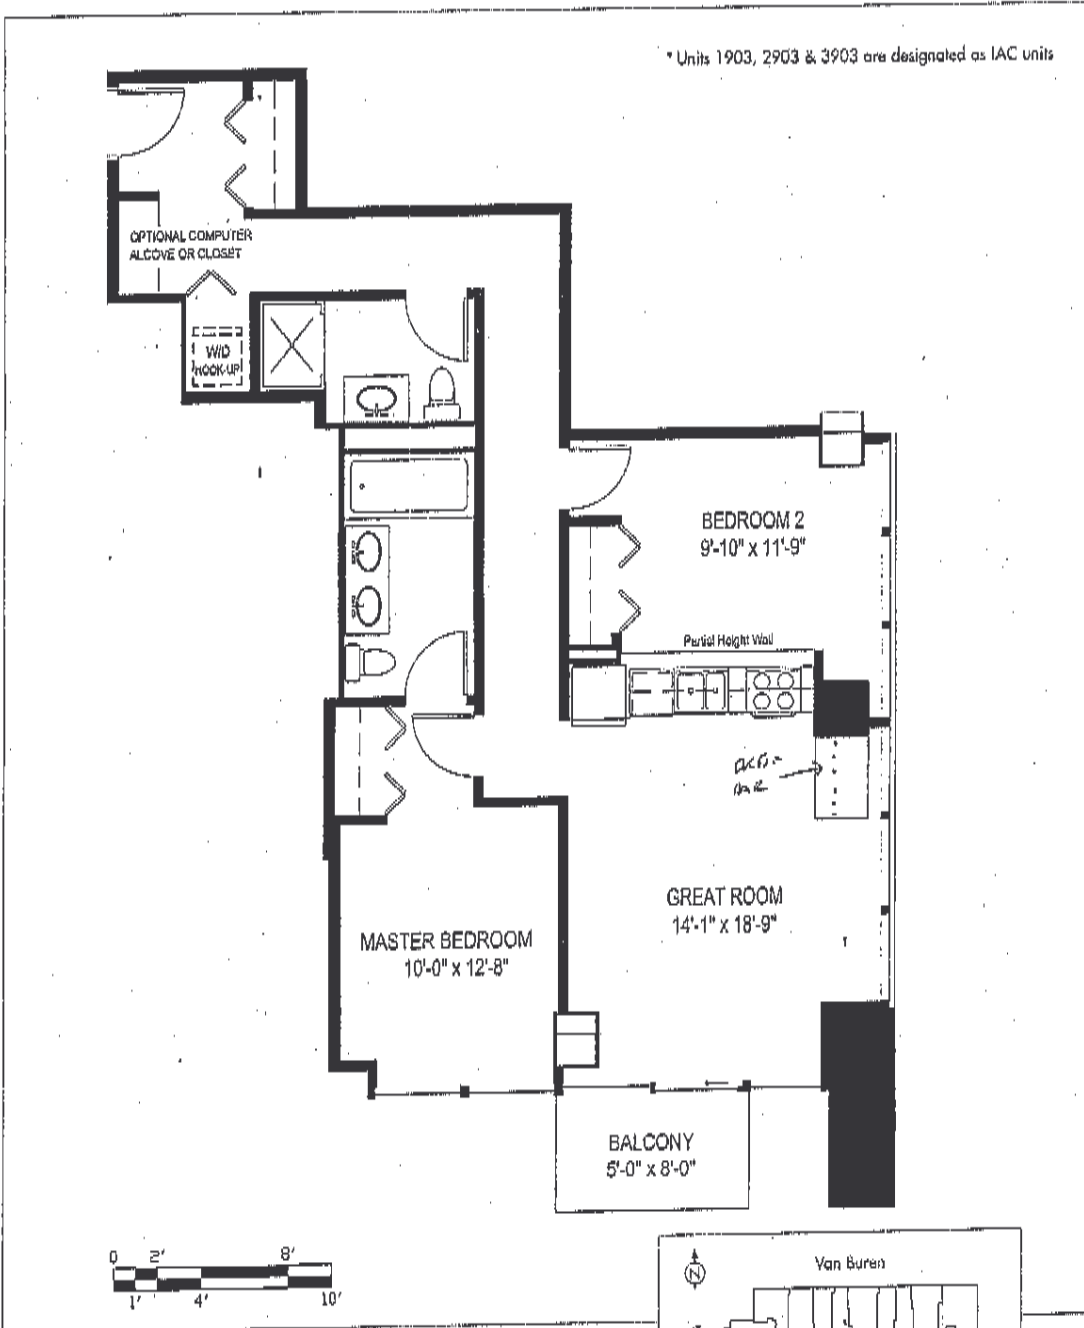 * Units 1903, 2903 & 3903 are designated as IAC units
OPTIONAL COMPUTER
ALCOVE OR CLOSET
W/D
HOOK-UP
BEDROOM 2
9'-10" x 11'-9"
Partial Height Wall
GREAT ROOM
14'-1" x 18'-9"
MASTER BEDROOM
10'-0" x 12'-8"
BALCONY
5'-0" x 8'-0"
0 2' 8'
1' 4' 10'
N
Van Buren